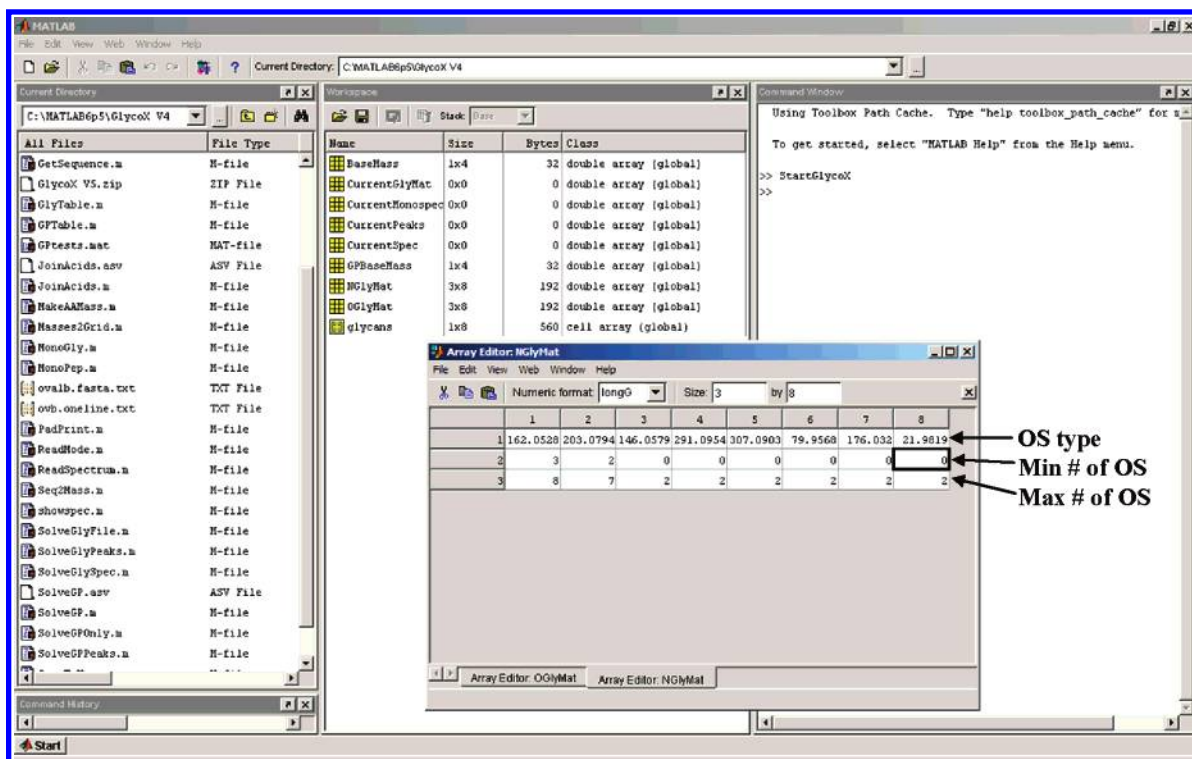 MATLAB
File Edit View Web Window Help
Current Directory: C:\MATLAB6p5\GlycoX V4
Current Directory
C:\MATLAB6p5\GlycoX V4
All Files File Type
GetSequence.m M-file
GlycoX V5.zip ZIP File
GlyTable.m M-file
GPTable.m M-file
GPtests.mat MAT-file
JoinAcids.asv ASV File
JoinAcids.m M-file
MakeAAMass.m M-file
Masses2Grid.m M-file
MonoGly.m M-file
MonoPep.m M-file
ovalb.fasta.txt TXT File
ovb.oneline.txt TXT File
PadPrint.m M-file
ReadMode.m M-file
ReadSpectrum.m M-file
Seq2Mass.m M-file
showspec.m M-file
SolveGlyFile.m M-file
SolveGlyPeaks.m M-file
SolveGlySpec.m M-file
SolveGP.asv ASV File
SolveGP.m M-file
SolveGPOnly.m M-file
SolveGPPeaks.m M-file
Command History
Start
Workspace
Stack: Base
Name Size Bytes Class
BaseMass 1x4 32 double array (global)
CurrentGlyMat 0x0 0 double array (global)
CurrentMonospec 0x0 0 double array (global)
CurrentPeaks 0x0 0 double array (global)
CurrentSpec 0x0 0 double array (global)
GPBaseMass 1x4 32 double array (global)
NGlyMat 3x8 192 double array (global)
OGlyMat 3x8 192 double array (global)
glycans 1x8 560 cell array (global)
Command Window
Using Toolbox Path Cache. Type "help toolbox_path_cache" for
To get started, select "MATLAB Help" from the Help menu.
>> StartGlycoX
>>
Array Editor: NGlyMat
File Edit View Web Window Help
Numeric format: longG Size: 3 by 8
1 2 3 4 5 6 7 8
1 162.0528 203.0794 146.0579 291.0954 307.0903 79.9568 176.032 21.9819
2 3 2 0 0 0 0 0 0
3 8 7 2 2 2 2 2 2
Array Editor: OGlyMat Array Editor: NGlyMat
OS type
Min # of OS
Max # of OS